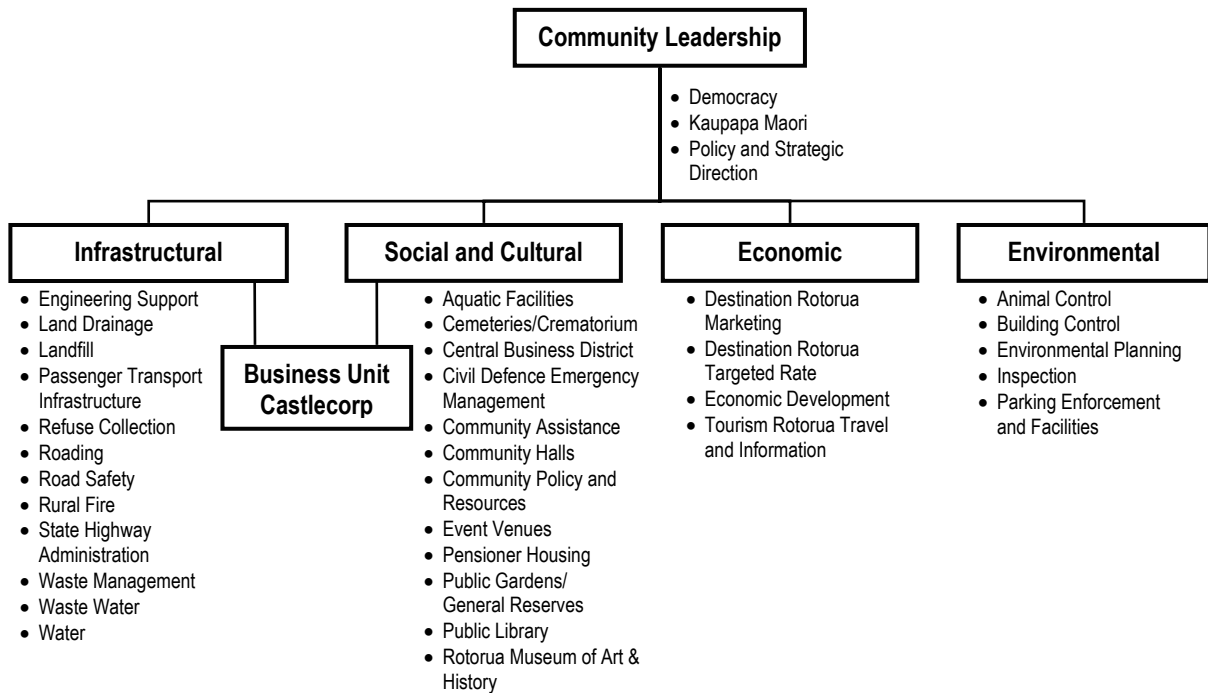 Community Leadership
• Democracy
• Kaupapa Maori
• Policy and Strategic
Direction
Infrastructural
• Engineering Support
• Land Drainage
• Landfill
• Passenger Transport
Infrastructure
• Refuse Collection
• Roading
• Road Safety
• Rural Fire
• State Highway
Administration
• Waste Management
• Waste Water
• Water
Business Unit
Castlecorp
Social and Cultural
• Aquatic Facilities
• Cemeteries/Crematorium
• Central Business District
• Civil Defence Emergency
Management
• Community Assistance
• Community Halls
• Community Policy and
Resources
• Event Venues
• Pensioner Housing
• Public Gardens/
General Reserves
• Public Library
• Rotorua Museum of Art &
History
Economic
• Destination Rotorua
Marketing
• Destination Rotorua
Targeted Rate
• Economic Development
• Tourism Rotorua Travel
and Information
Environmental
• Animal Control
• Building Control
• Environmental Planning
• Inspection
• Parking Enforcement
and Facilities